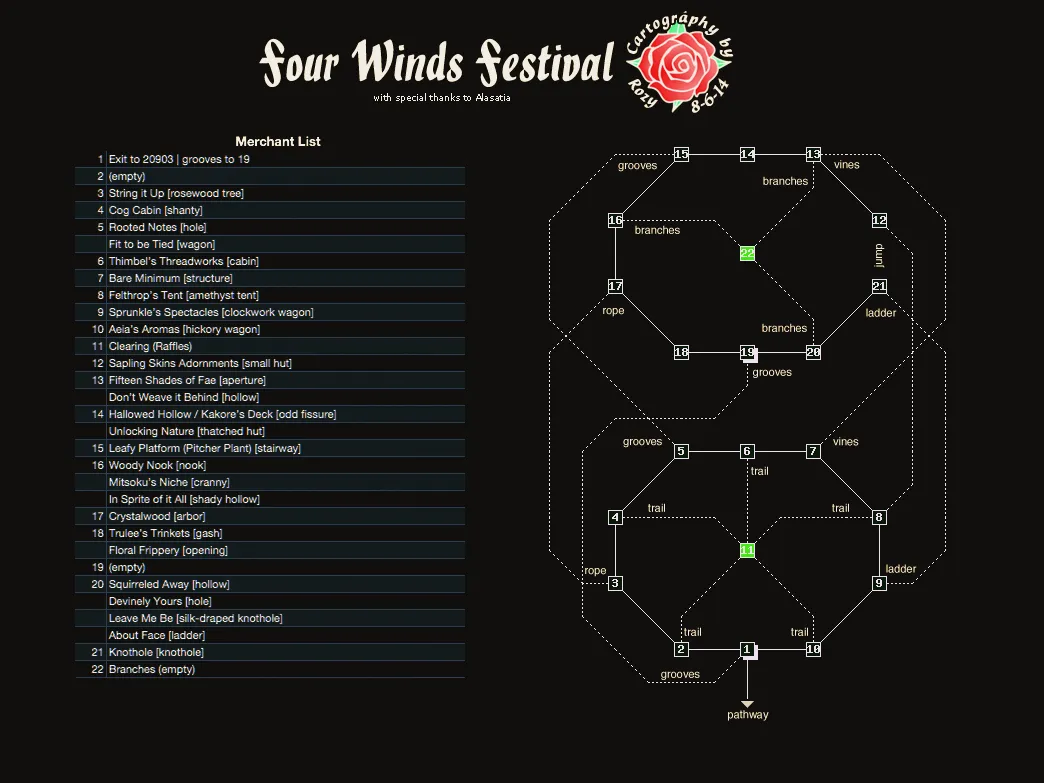 Four Winds Festival
with special thanks to Alasatia
Cartography by
Rozy 8-6-14
Merchant List
1 Exit to 20903 | grooves to 19
2 (empty)
3 String it Up [rosewood tree]
4 Cog Cabin [shanty]
5 Rooted Notes [hole]
Fit to be Tied [wagon]
6 Thimbel's Threadworks [cabin]
7 Bare Minimum [structure]
8 Felthrop's Tent [amethyst tent]
9 Sprunkle's Spectacles [clockwork wagon]
10 Aeia's Aromas [hickory wagon]
11 Clearing (Raffles)
12 Sapling Skins Adornments [small hut]
13 Fifteen Shades of Fae [aperture]
Don't Weave it Behind [hollow]
14 Hallowed Hollow / Kakore's Deck [odd fissure]
Unlocking Nature [thatched hut]
15 Leafy Platform (Pitcher Plant) [stairway]
16 Woody Nook [nook]
Mitsoku's Niche [cranny]
In Sprite of it All [shady hollow]
17 Crystalwood [arbor]
18 Trulee's Trinkets [gash]
Floral Frippery [opening]
19 (empty)
20 Squirreled Away [hollow]
Devinely Yours [hole]
Leave Me Be [silk-draped knothole]
About Face [ladder]
21 Knothole [knothole]
22 Branches (empty)
15 14 13
grooves vines
branches
16 12
branches
22 jump
17 21
rope ladder
branches
18 19 20
grooves
grooves vines
5 6 7
trail
trail trail
4 8
11
rope ladder
3 9
trail trail
2 1 10
grooves
pathway